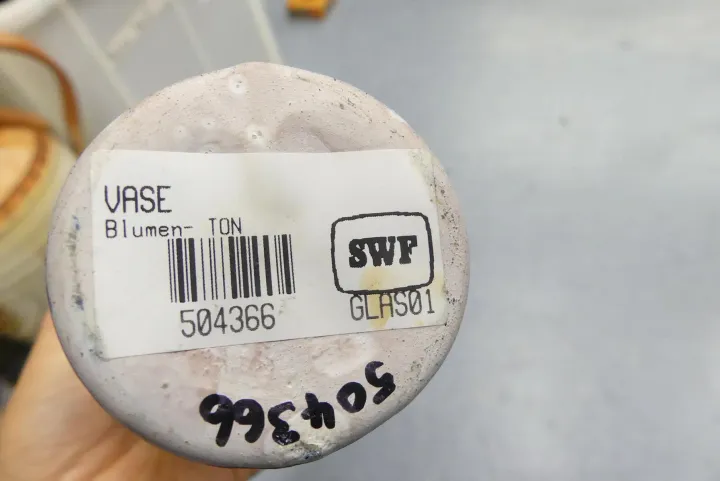 VASE
Blumen- TON
SWF
504366
GLAS01
504366